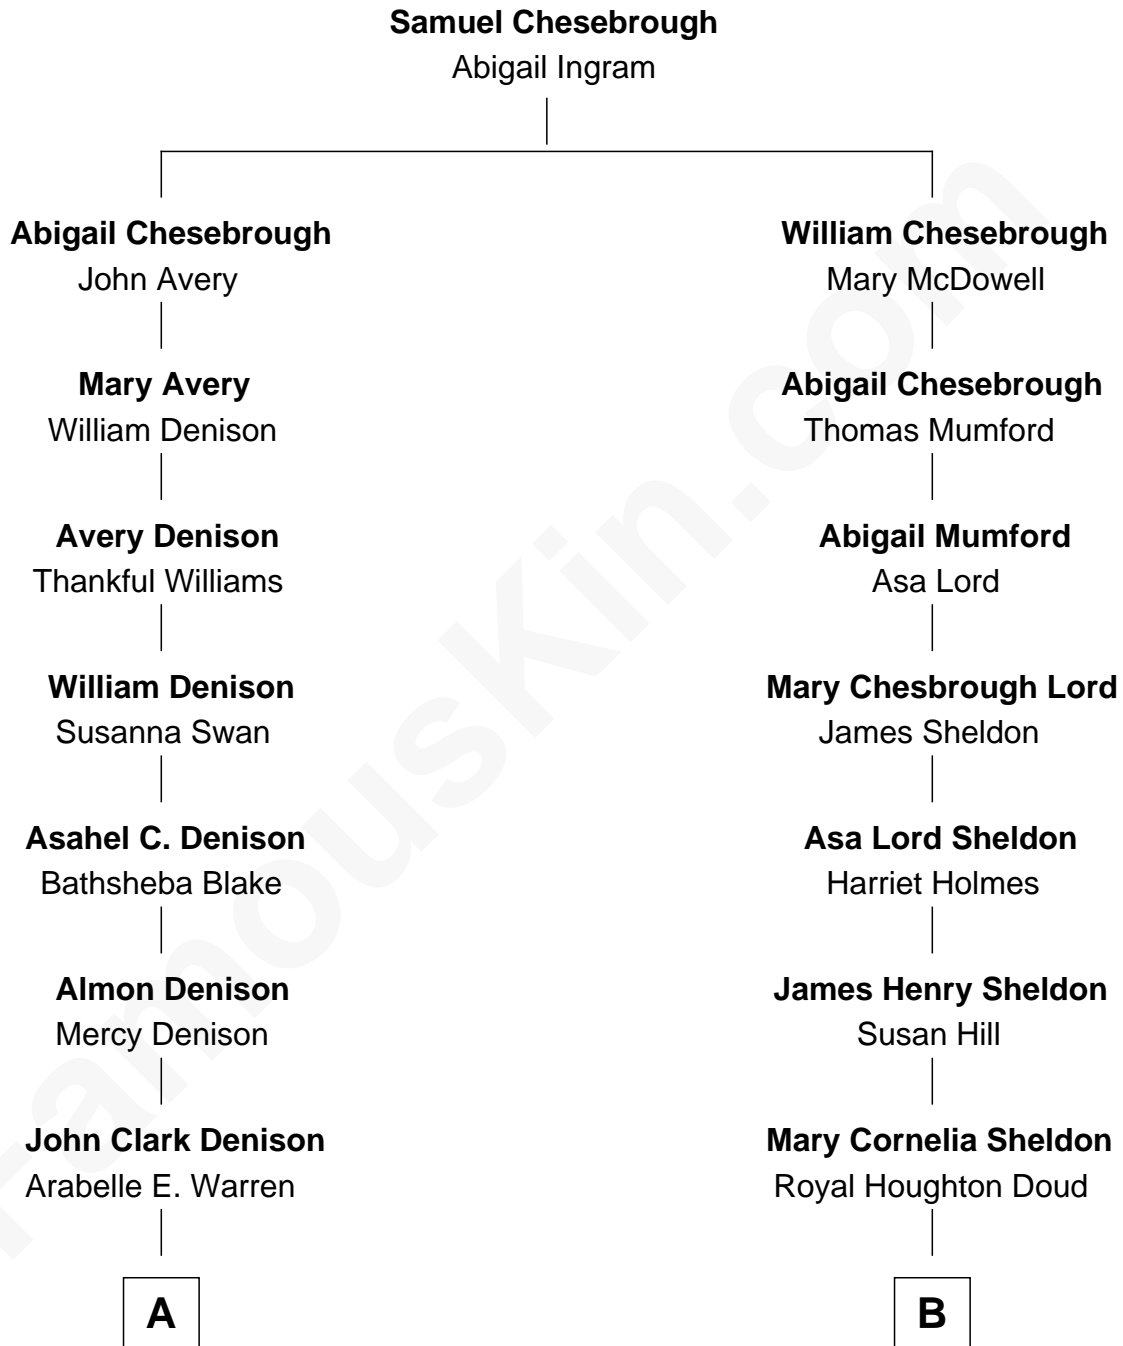 Samuel Chesebrough
Abigail Ingram
Abigail Chesebrough
John Avery
William Chesebrough
Mary McDowell
Mary Avery
William Denison
Abigail Chesebrough
Thomas Mumford
Avery Denison
Thankful Williams
Abigail Mumford
Asa Lord
William Denison
Susanna Swan
Mary Chesbrough Lord
James Sheldon
Asahel C. Denison
Bathsheba Blake
Asa Lord Sheldon
Harriet Holmes
Almon Denison
Mercy Denison
James Henry Sheldon
Susan Hill
John Clark Denison
Arabelle E. Warren
Mary Cornelia Sheldon
Royal Houghton Doud
A
B
FamousKin.com